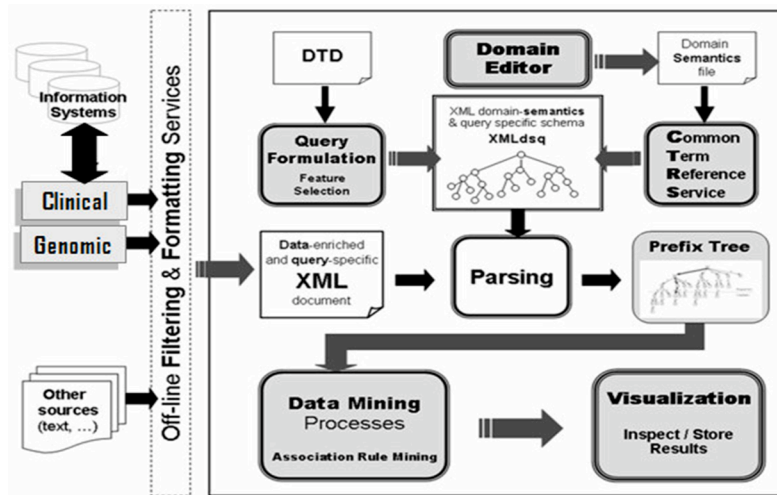 Information
Systems
Clinical
Genomic
Other
sources
(text, ...)
Off-line Filtering & Formatting Services
DTD
Domain
Editor
Domain
Semantics
file
Query
Formulation
Feature
Selection
XML domain-semantics
& query specific schema
XMLdsq
Common
Term
Reference
Service
Data-enriched
and query-specific
XML
document
Parsing
Prefix Tree
Data Mining
Processes
Association Rule Mining
Visualization
Inspect / Store
Results